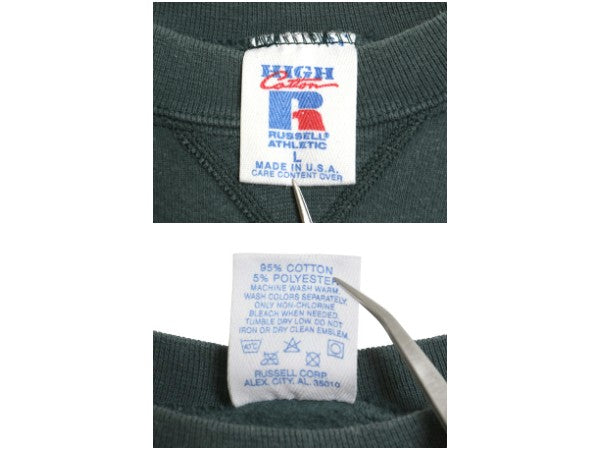 HIGH
Cotton
R
RUSSELL®
ATHLETIC
L
MADE IN U.S.A.
CARE CONTENT OVER
95% COTTON
5% POLYESTER
MACHINE WASH WARM,
WASH COLORS SEPARATELY,
ONLY NON-CHLORINE
BLEACH WHEN NEEDED,
TUMBLE DRY LOW. DO NOT
IRON OR DRY CLEAN EMBLEM.
RUSSELL CORP.
ALEX. CITY, AL. 35010